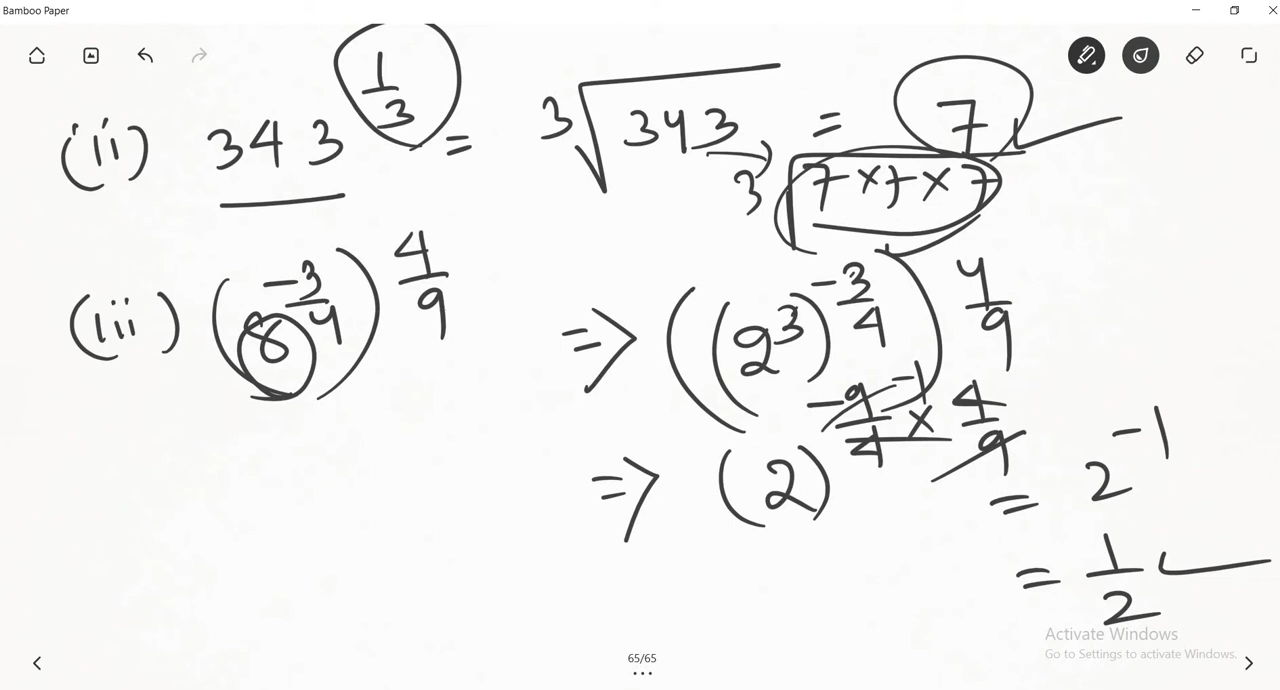 Bamboo Paper
(ii) 343^(1/3) = ∛343 = 7
∛(7×7×7)
(iii) (8^(-3/4))^(4/9) => ((2^3)^(-3/4))^(4/9)
=> (2)^(-9/4 × 4/9) -1 = 2^(-1)
= 1/2
Activate Windows
Go to Settings to activate Windows.
65/65